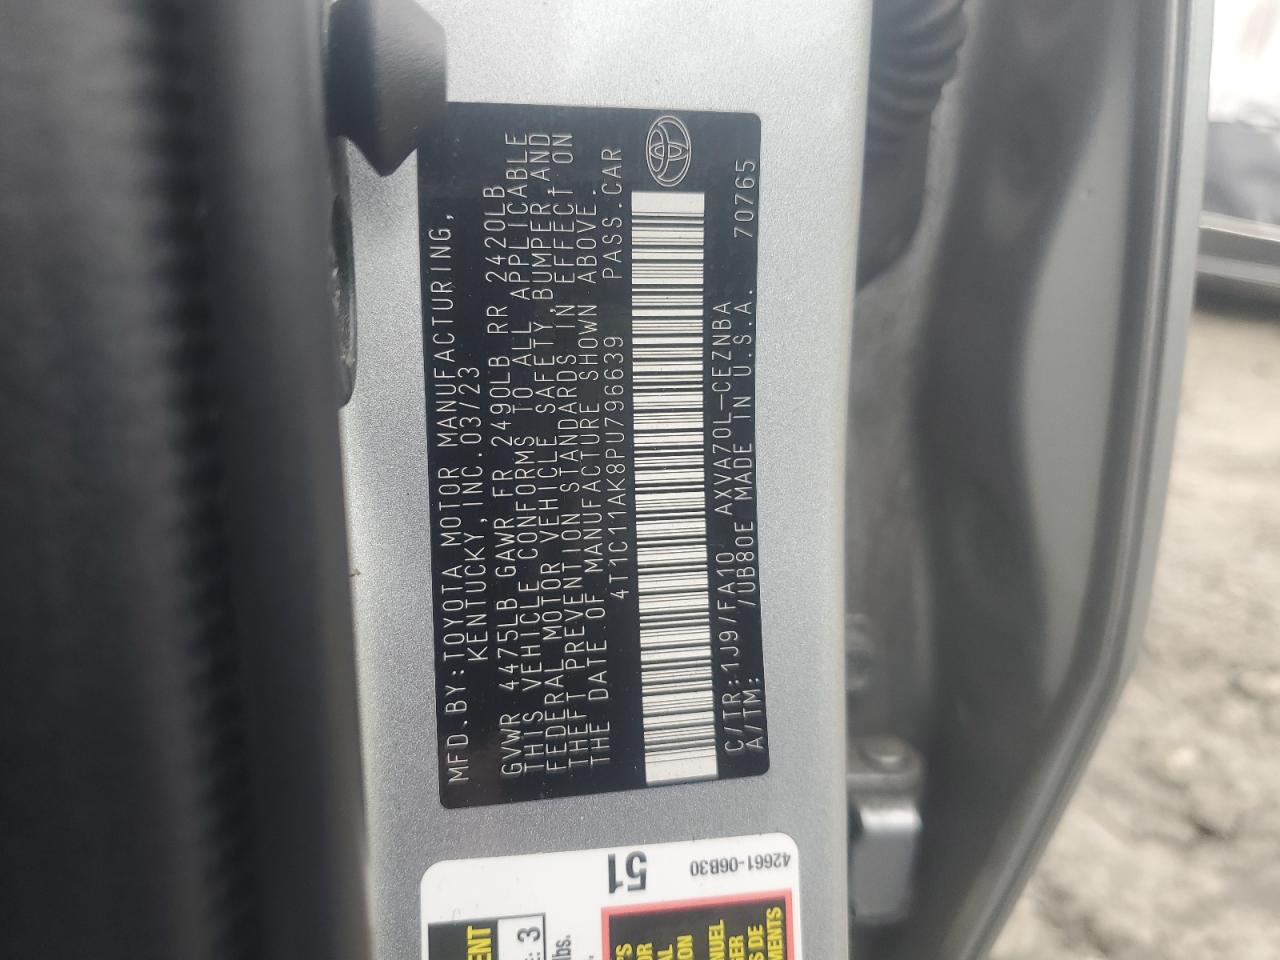 MFD.BY:TOYOTA MOTOR MANUFACTURING,
KENTUCKY, INC.03/23
GVWR 4475LB GAWR FR 2490LB RR 2420LB
THIS VEHICLE CONFORMS TO ALL APPLICABLE
FEDERAL MOTOR VEHICLE SAFETY,BUMPER,AND
THEFT PREVENTION STANDARDS IN EFFECT ON
THE DATE OF MANUFACTURE SHOWN ABOVE.
4T1C11AK8PU796639 PASS.CAR
C/TR:1J9/FA10 AXVA70L-CEZNBA 70765
A/TM: /UB80E MADE IN U.S.A.
51
42661-06B30
3
lbs.